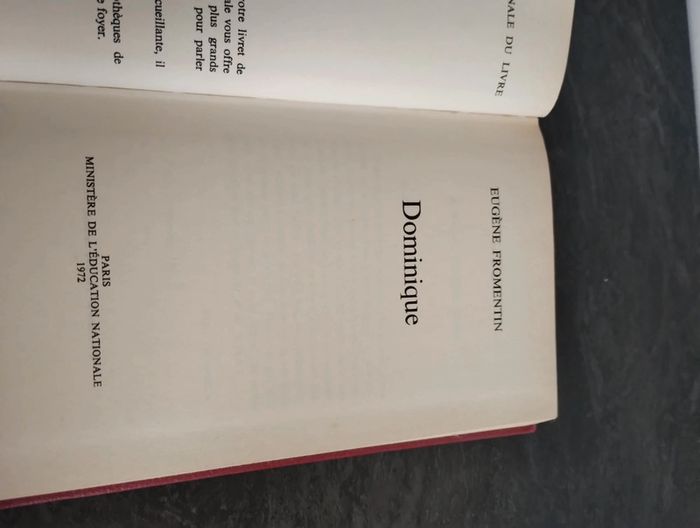 NALE DU LIVRE
otre livret de
ale vous offre
plus grands
pour parler
cueillante, il
thèques de
foyer.
EUGÈNE FROMENTIN
Dominique
PARIS
MINISTÈRE DE L'ÉDUCATION NATIONALE
1972